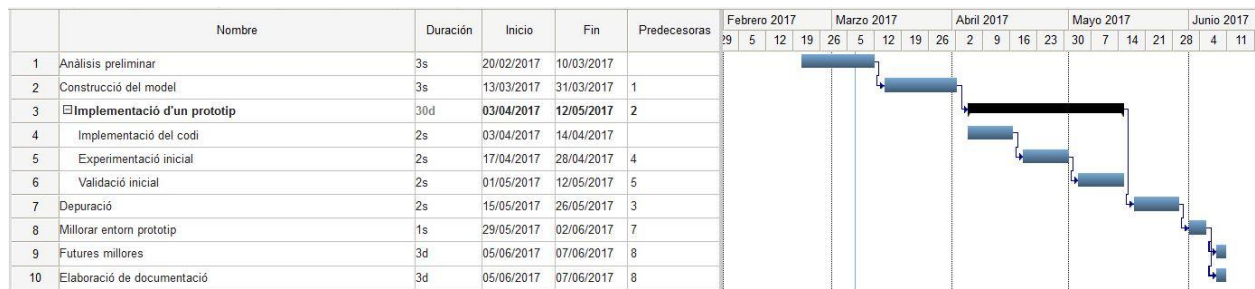 Nombre Duración Inicio Fin Predecesoras
Febrero 2017 Marzo 2017 Abril 2017 Mayo 2017 Junio 2017
29 5 12 19 26 5 12 19 26 2 9 16 23 30 7 14 21 28 4 11
1 Anàlisis preliminar 3s 20/02/2017 10/03/2017
2 Construcció del model 3s 13/03/2017 31/03/2017 1
3 Implementació d'un prototip 30d 03/04/2017 12/05/2017 2
4 Implementació del codi 2s 03/04/2017 14/04/2017
5 Experimentació inicial 2s 17/04/2017 28/04/2017 4
6 Validació inicial 2s 01/05/2017 12/05/2017 5
7 Depuració 2s 15/05/2017 26/05/2017 3
8 Millorar entorn prototip 1s 29/05/2017 02/06/2017 7
9 Futures millores 3d 05/06/2017 07/06/2017 8
10 Elaboració de documentació 3d 05/06/2017 07/06/2017 8